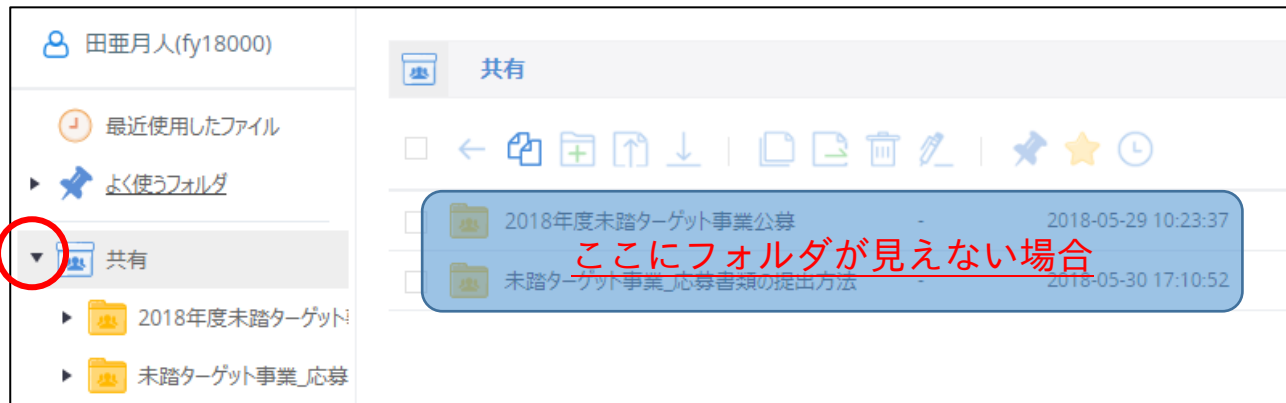 田亜月人(fy18000)
最近使用したファイル
よく使うフォルダ
共有
2018年度未踏ターゲット
未踏ターゲット事業_応募
共有
2018年度未踏ターゲット事業公募 - 2018-05-29 10:23:37
ここにフォルダが見えない場合
未踏ターゲット事業_応募書類の提出方法 - 2018-05-30 17:10:52